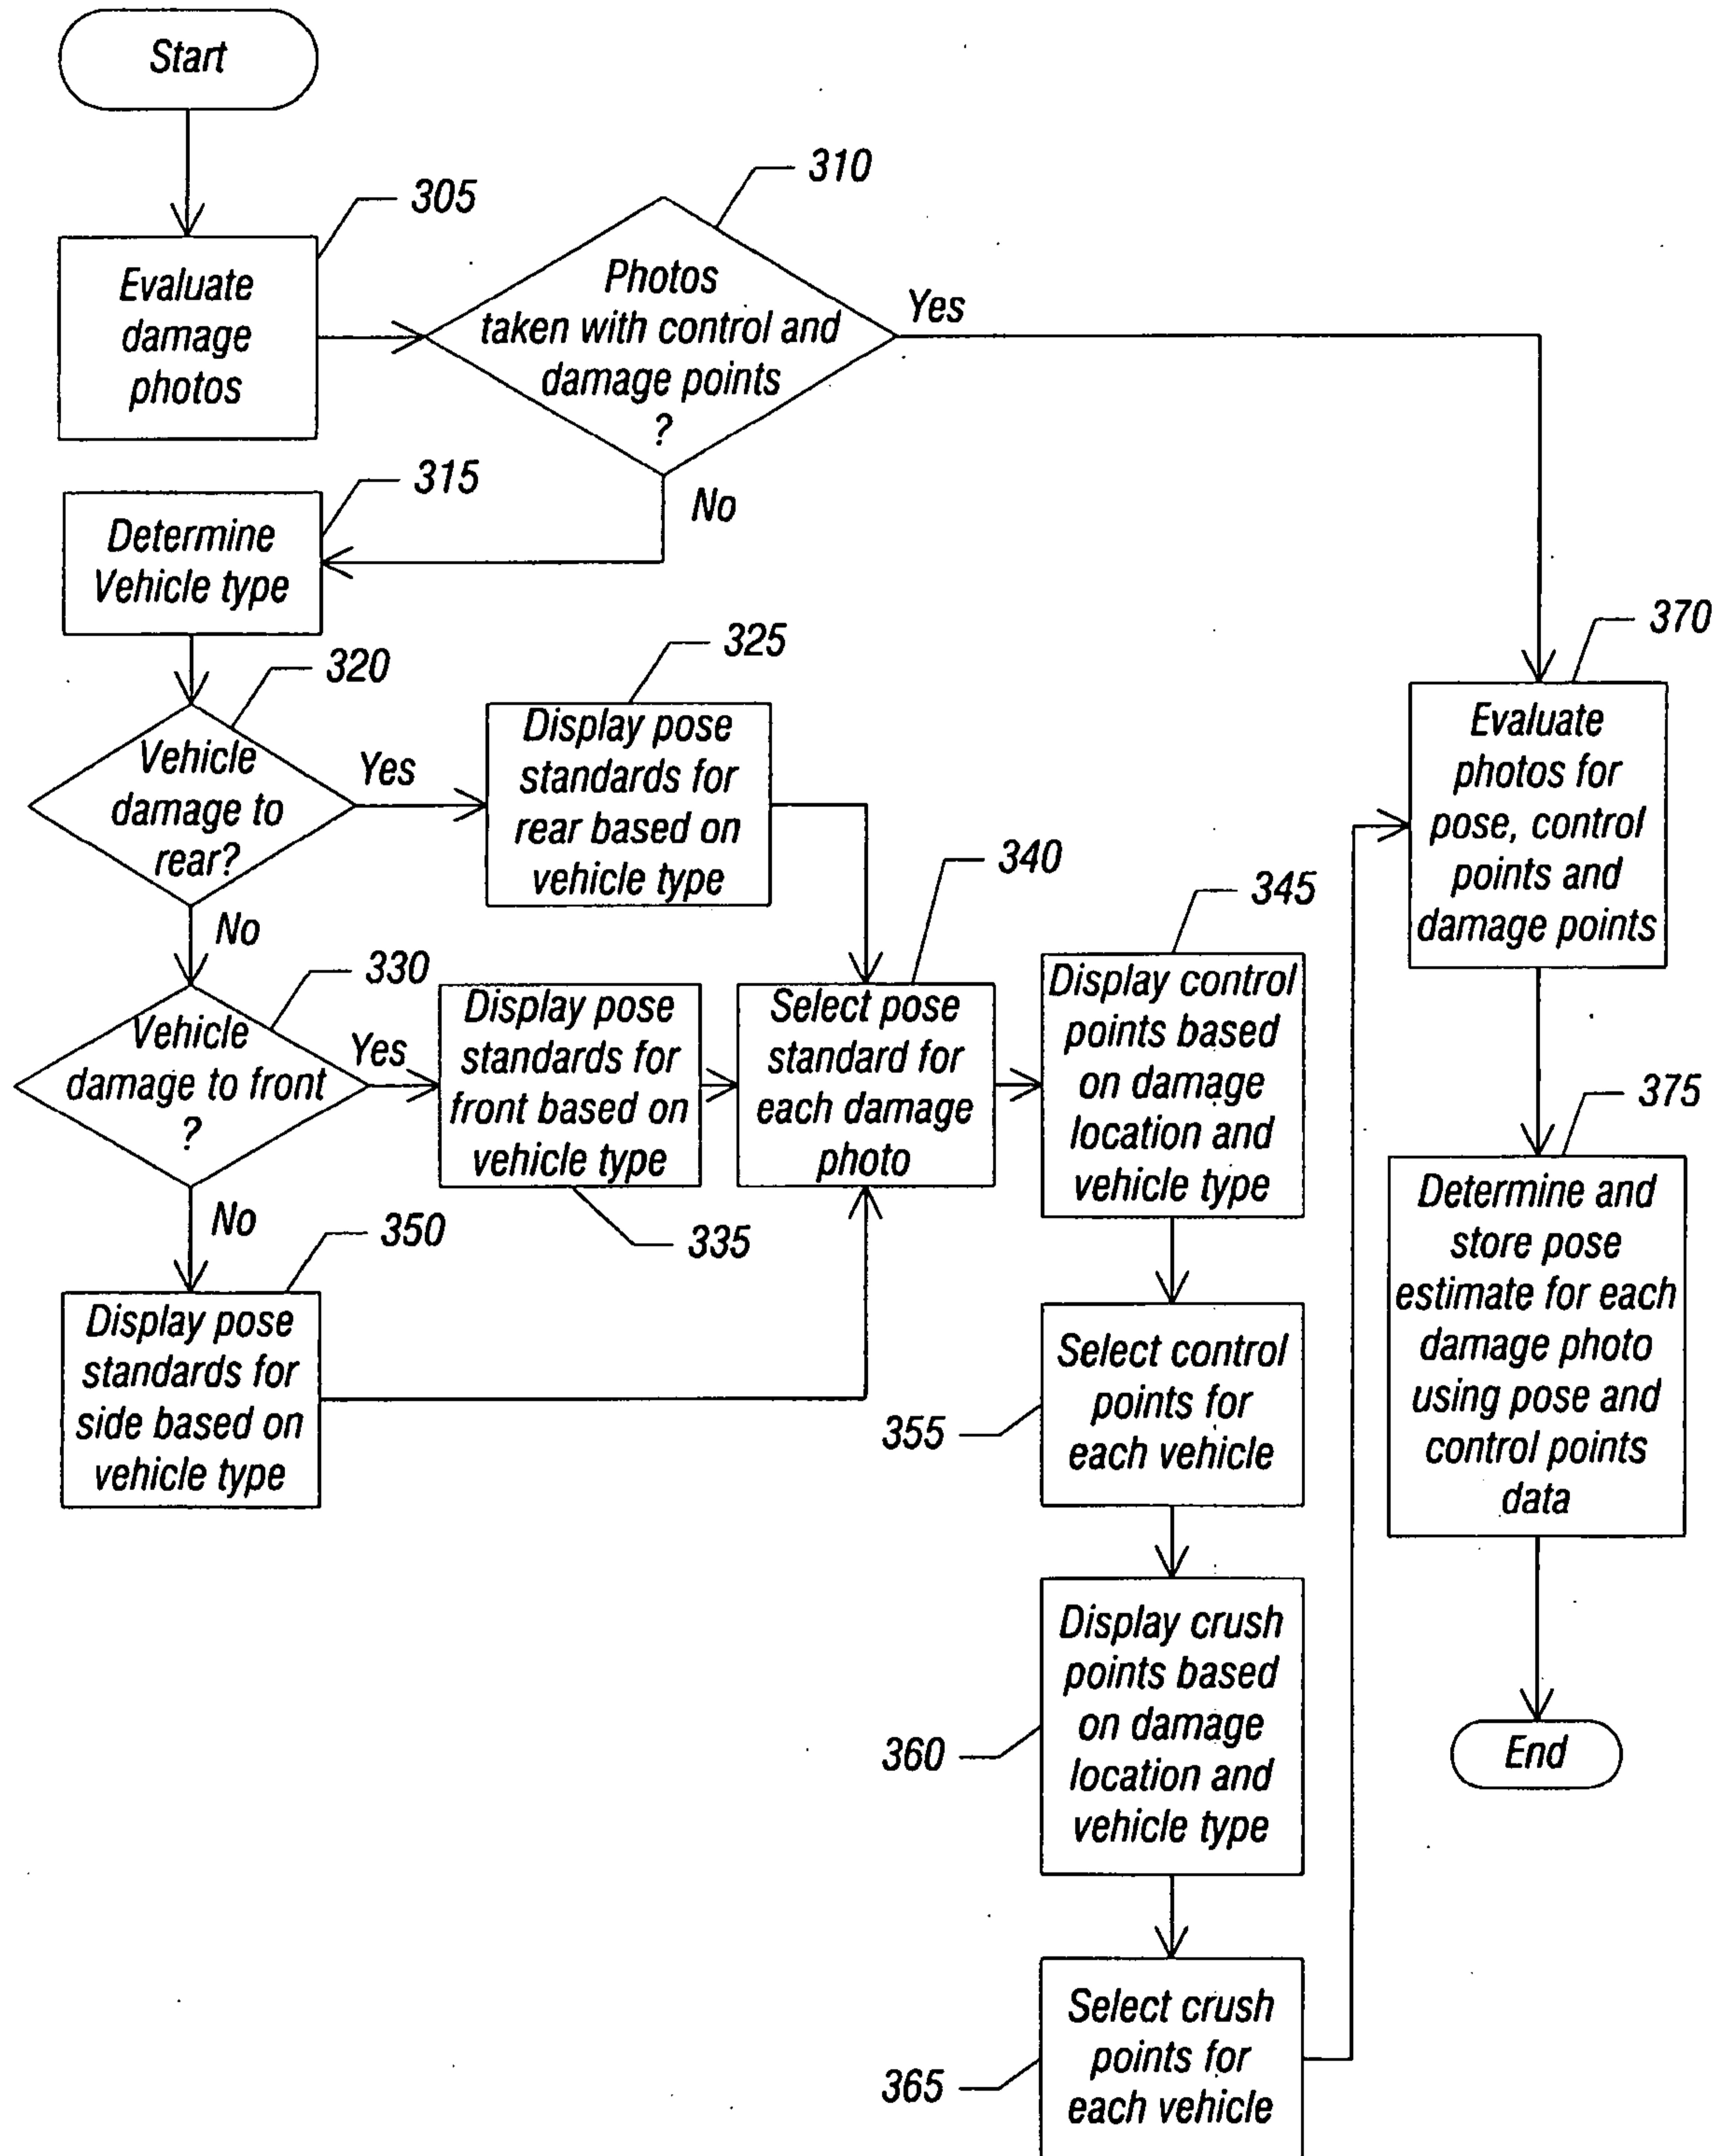 Start
305
310
Evaluate
damage
photos
Photos
taken with control and
damage points
?
Yes
No
315
Determine
Vehicle type
320
Vehicle
damage to
rear?
Yes
No
325
Display pose
standards for
rear based on
vehicle type
330
Vehicle
damage to front
?
Yes
No
Display pose
standards for
front based on
vehicle type
335
340
Select pose
standard for
each damage
photo
345
Display control
points based
on damage
location and
vehicle type
350
Display pose
standards for
side based on
vehicle type
355
Select control
points for
each vehicle
360
Display crush
points based
on damage
location and
vehicle type
365
Select crush
points for
each vehicle
370
Evaluate
photos for
pose, control
points and
damage points
375
Determine and
store pose
estimate for each
damage photo
using pose and
control points
data
End